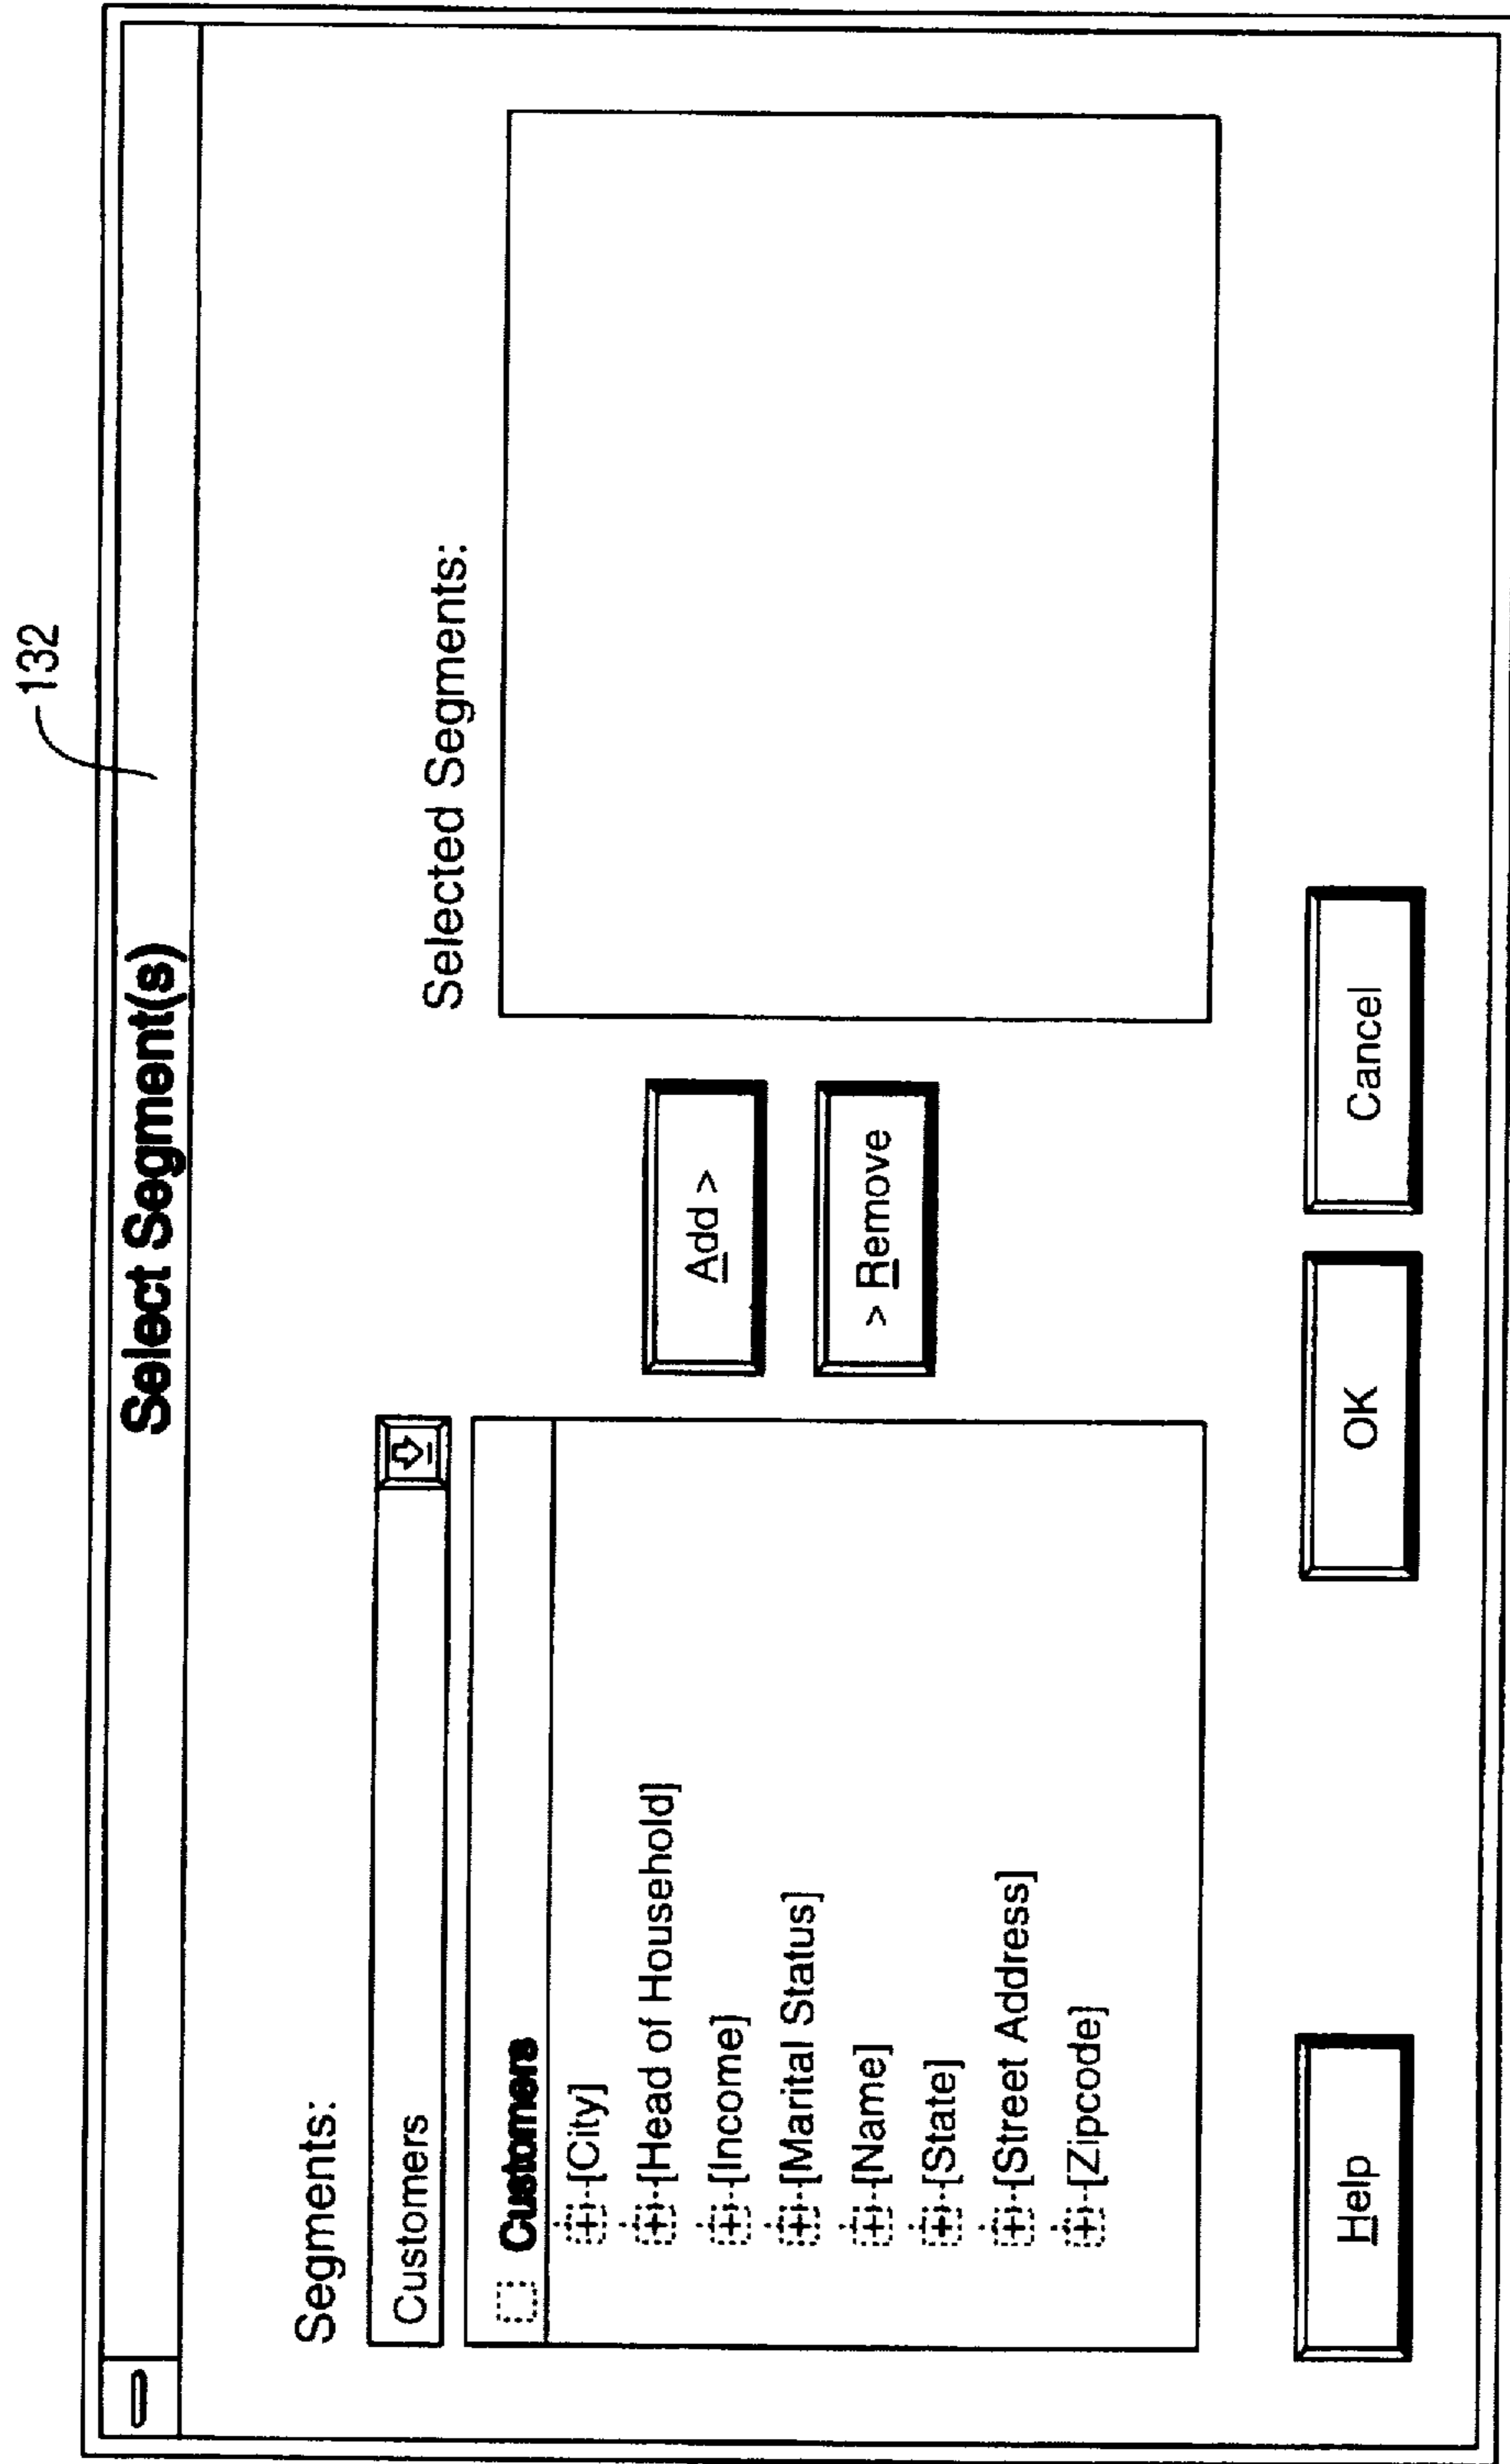 132
Select Segment(s)
Segments:
Customers
Customers
[City]
[Head of Household]
[Income]
[Marital Status]
[Name]
[State]
[Street Address]
[Zipcode]
Add >
> Remove
Selected Segments:
Help
OK
Cancel